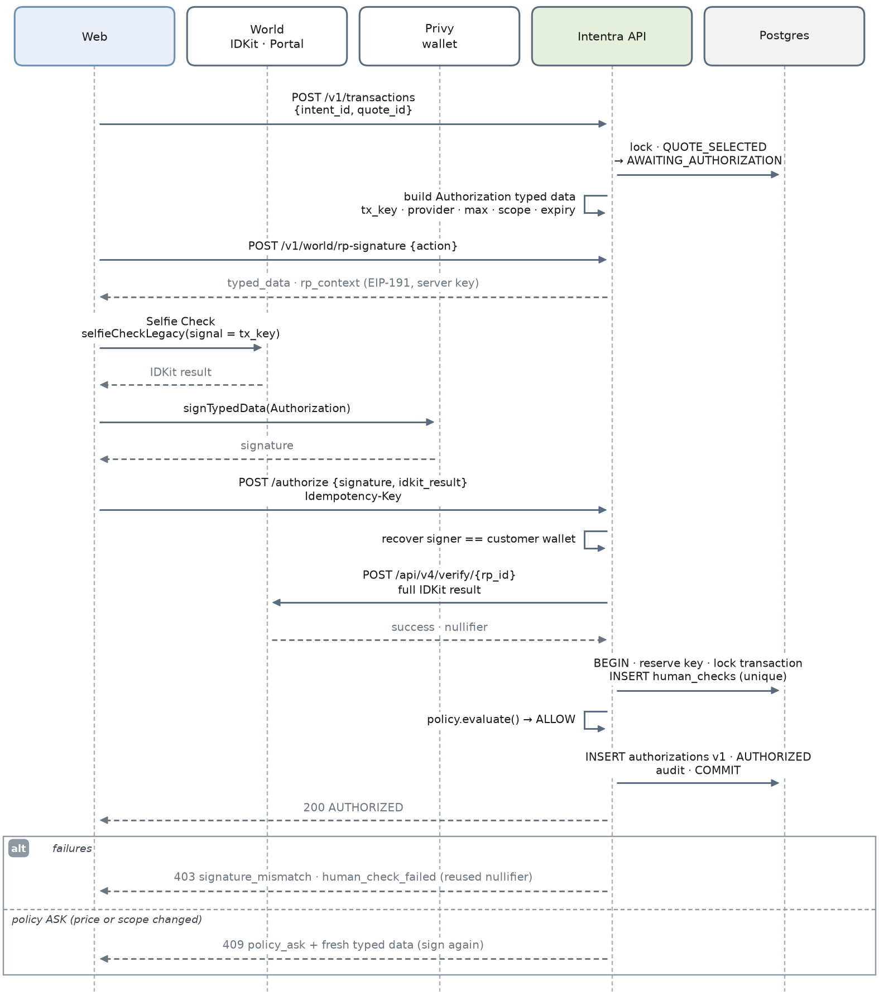 Web
World
IDKit · Portal
Privy
wallet
Intentra API
Postgres
POST /v1/transactions
{intent_id, quote_id}
lock · QUOTE_SELECTED
→ AWAITING_AUTHORIZATION
build Authorization typed data
tx_key · provider · max · scope · expiry
POST /v1/world/rp-signature {action}
typed_data · rp_context (EIP-191, server key)
Selfie Check
selfieCheckLegacy(signal = tx_key)
IDKit result
signTypedData(Authorization)
signature
POST /authorize {signature, idkit_result}
Idempotency-Key
recover signer == customer wallet
POST /api/v4/verify/{rp_id}
full IDKit result
success · nullifier
BEGIN · reserve key · lock transaction
INSERT human_checks (unique)
policy.evaluate() → ALLOW
INSERT authorizations v1 · AUTHORIZED
audit · COMMIT
200 AUTHORIZED
alt failures
403 signature_mismatch · human_check_failed (reused nullifier)
policy ASK (price or scope changed)
409 policy_ask + fresh typed data (sign again)